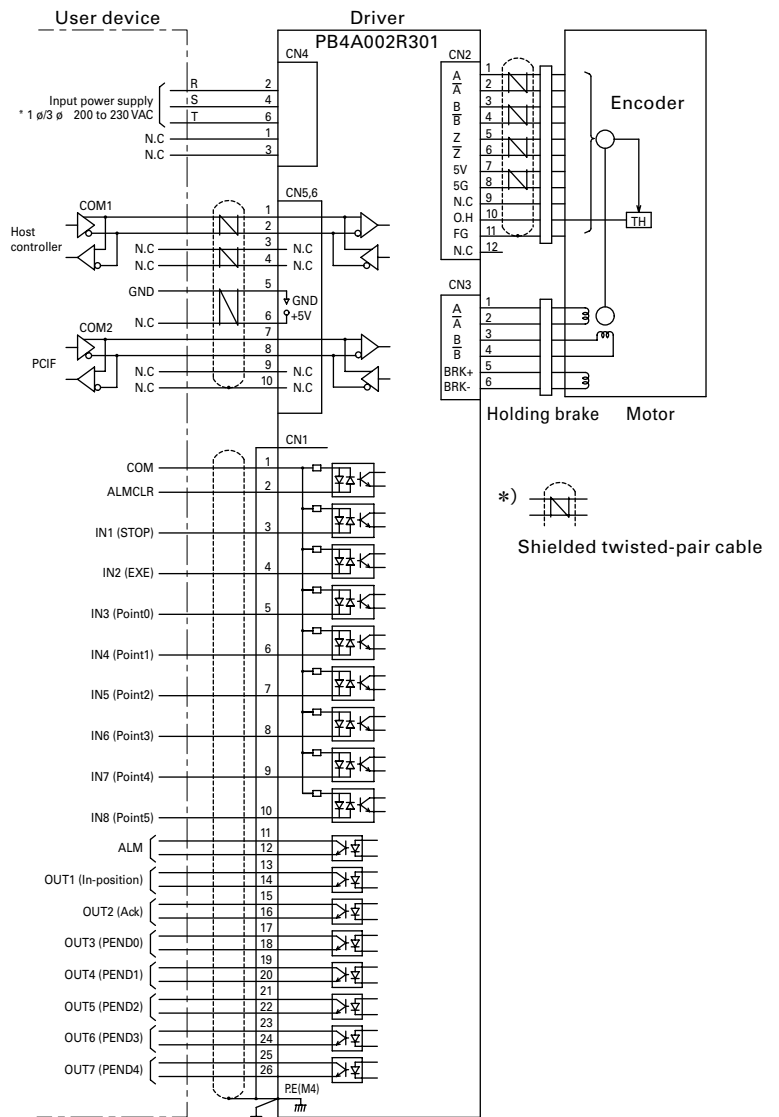 User device
Driver
PB4A002R301
CN4
R 2
S 4
T 6
Input power supply
* 1 ø/3 ø 200 to 230 VAC
N.C 1
N.C 3
CN5,6
COM1
Host
controller
1
2
N.C 3 N.C
N.C 4 N.C
GND 5
GND
+5V
N.C 6
COM2
PCIF
7
8
N.C 9 N.C
N.C 10 N.C
CN2
A 1
A 2
B 3
B 4
Z 5
Z 6
5V 7
5G 8
N.C 9
O.H 10
FG 11
N.C 12
Encoder
TH
CN3
A 1
A 2
B 3
B 4
BRK+ 5
BRK- 6
Holding brake
Motor
*)
Shielded twisted-pair cable
CN1
COM 1
ALMCLR 2
IN1 (STOP) 3
IN2 (EXE) 4
IN3 (Point0) 5
IN4 (Point1) 6
IN5 (Point2) 7
IN6 (Point3) 8
IN7 (Point4) 9
IN8 (Point5) 10
ALM 11
12
OUT1 (In-position) 13
14
OUT2 (Ack) 15
16
OUT3 (PEND0) 17
18
OUT4 (PEND1) 19
20
OUT5 (PEND2) 21
22
OUT6 (PEND3) 23
24
OUT7 (PEND4) 25
26
P.E(M4)